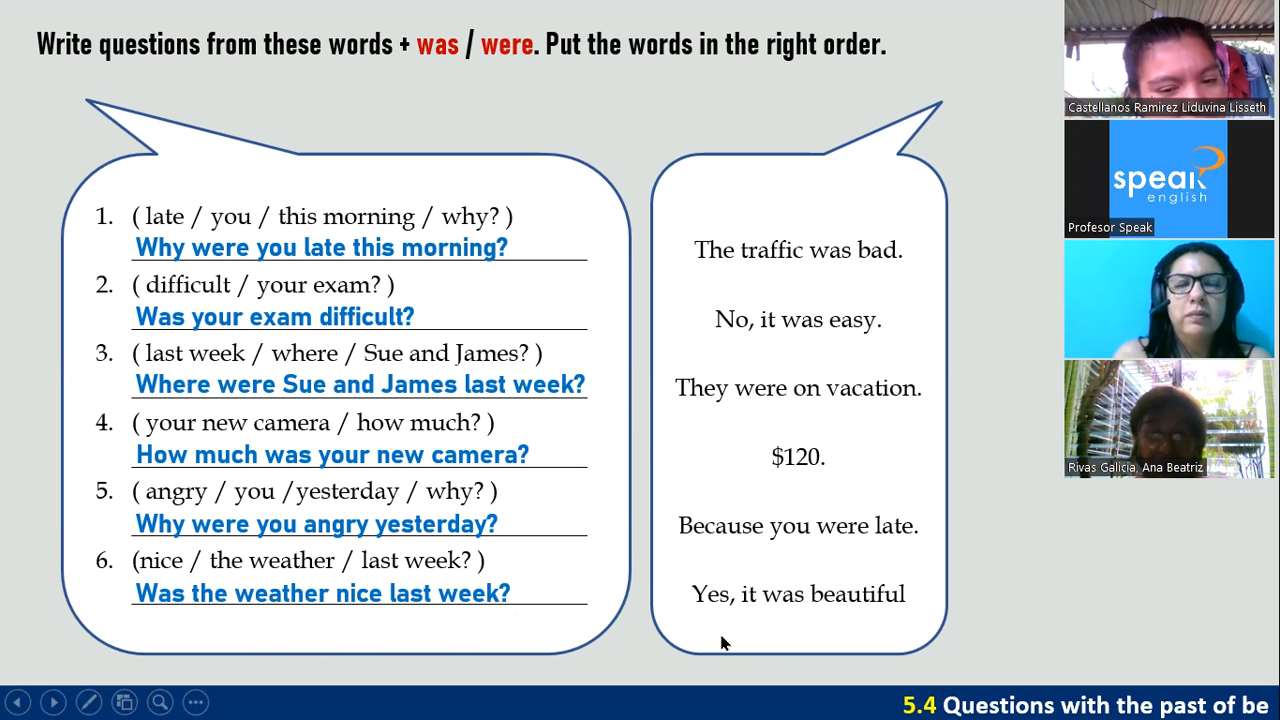 Write questions from these words + was / were. Put the words in the right order.
1. ( late / you / this morning / why? )
Why were you late this morning?
2. ( difficult / your exam? )
Was your exam difficult?
3. ( last week / where / Sue and James? )
Where were Sue and James last week?
4. ( your new camera / how much? )
How much was your new camera?
5. ( angry / you /yesterday / why? )
Why were you angry yesterday?
6. (nice / the weather / last week? )
Was the weather nice last week?
The traffic was bad.
No, it was easy.
They were on vacation.
$120.
Because you were late.
Yes, it was beautiful
5.4 Questions with the past of be
Castellanos Ramirez Liduvina Lisseth
speak
english
Profesor Speak
Rivas Galicia, Ana Beatriz